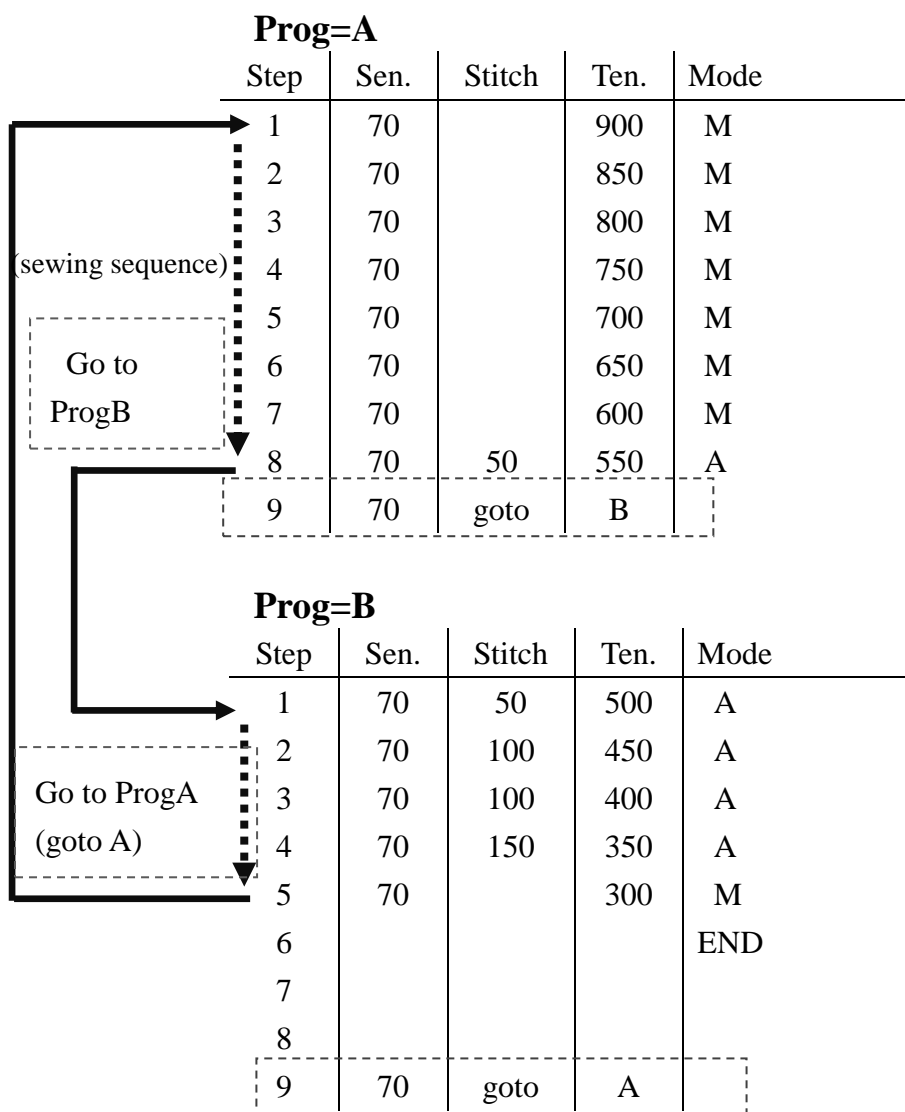 Prog=A
Step Sen. Stitch Ten. Mode
1 70 900 M
2 70 850 M
3 70 800 M
(sewing sequence) 4 70 750 M
5 70 700 M
Go to 6 70 650 M
ProgB 7 70 600 M
8 70 50 550 A
9 70 goto B
Prog=B
Step Sen. Stitch Ten. Mode
1 70 50 500 A
2 70 100 450 A
Go to ProgA 3 70 100 400 A
(goto A) 4 70 150 350 A
5 70 300 M
6 END
7
8
9 70 goto A